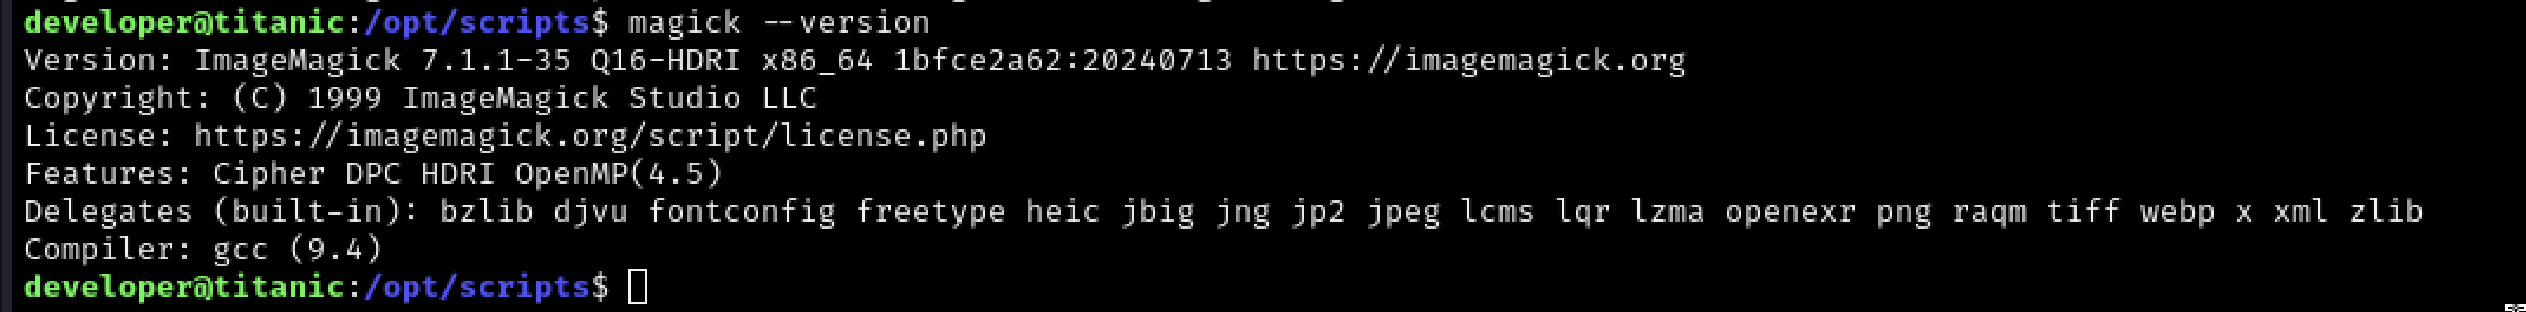 developer@titanic:/opt/scripts$ magick --version
Version: ImageMagick 7.1.1-35 Q16-HDRI x86_64 1bfce2a62:20240713 https://imagemagick.org
Copyright: (C) 1999 ImageMagick Studio LLC
License: https://imagemagick.org/script/license.php
Features: Cipher DPC HDRI OpenMP(4.5)
Delegates (built-in): bzlib djvu fontconfig freetype heic jbig jng jp2 jpeg lcms lqr lzma openexr png raqm tiff webp x xml zlib
Compiler: gcc (9.4)
developer@titanic:/opt/scripts$